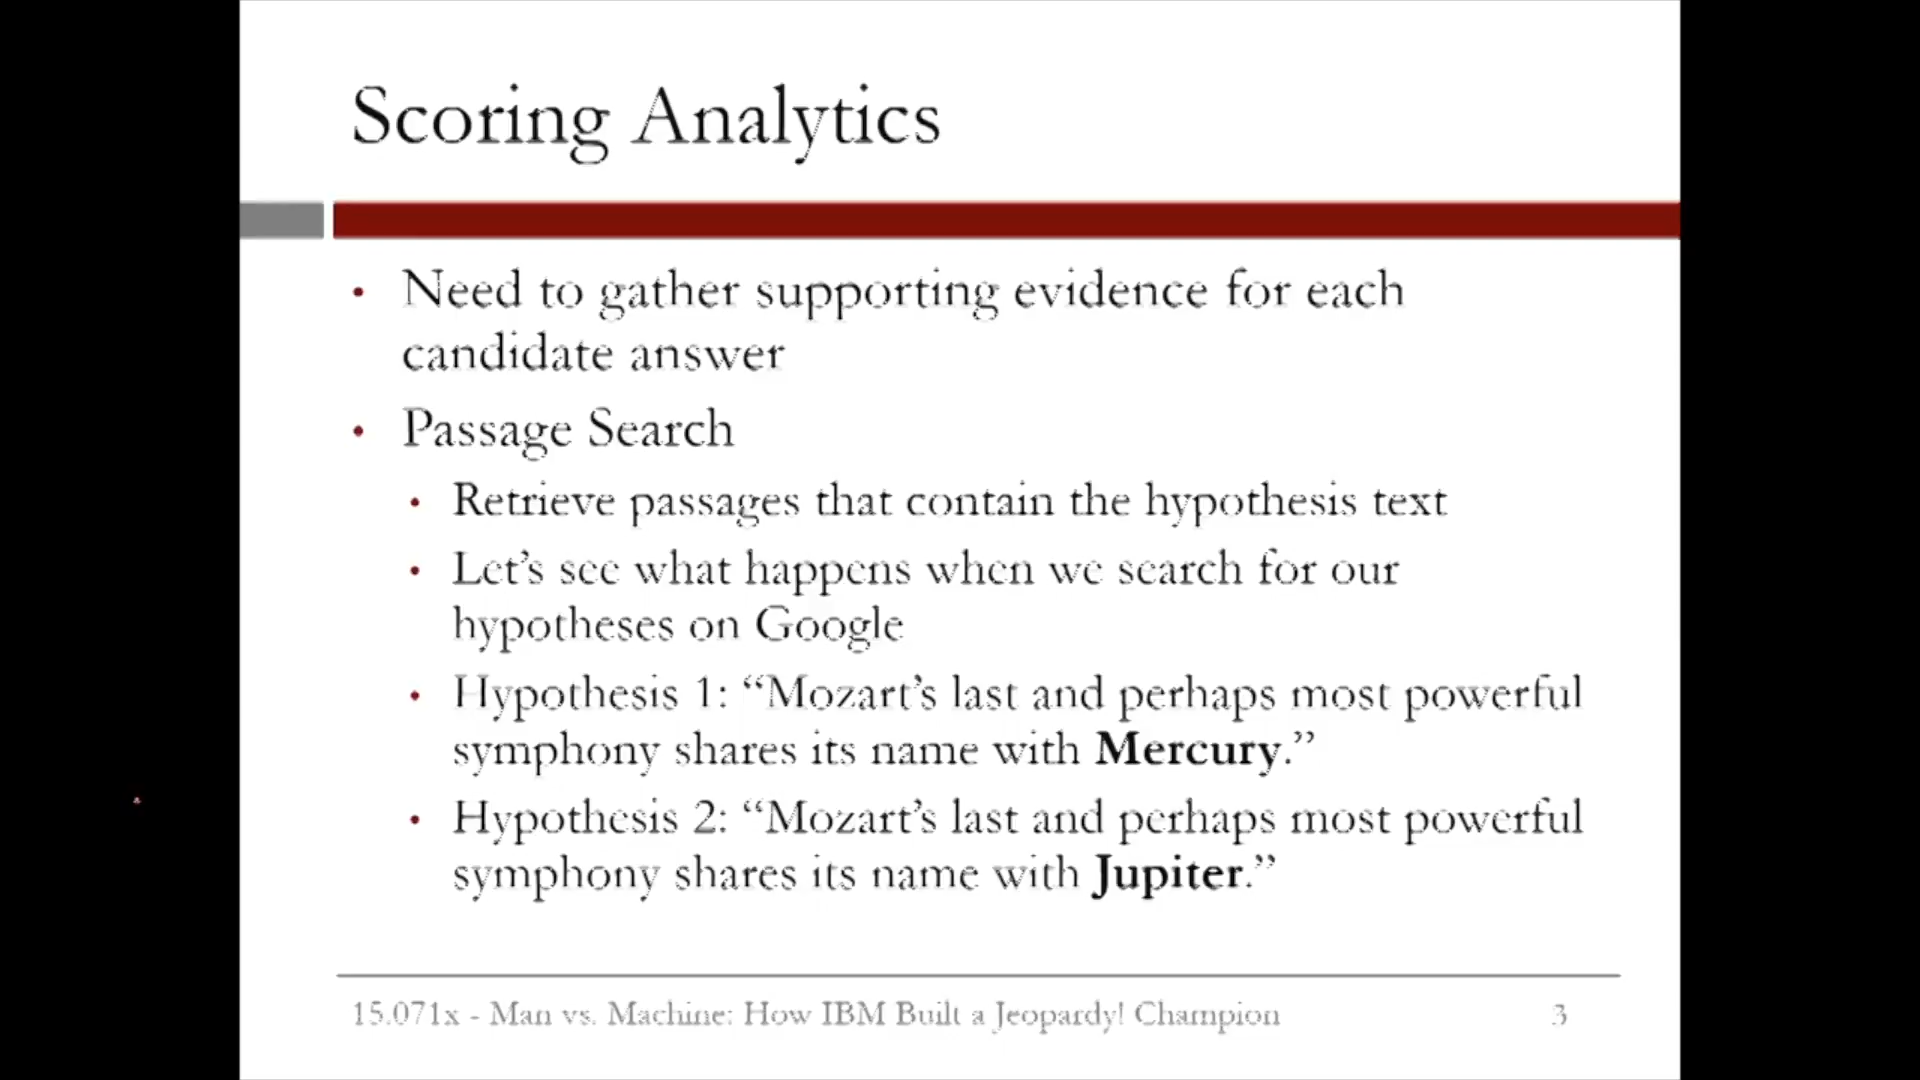 Scoring Analytics
• Need to gather supporting evidence for each
candidate answer
• Passage Search
• Retrieve passages that contain the hypothesis text
• Let’s see what happens when we search for our
hypotheses on Google
• Hypothesis 1: “Mozart’s last and perhaps most powerful
symphony shares its name with Mercury.”
• Hypothesis 2: “Mozart’s last and perhaps most powerful
symphony shares its name with Jupiter.”
15.071x - Man vs. Machine: How IBM Built a Jeopardy! Champion 3